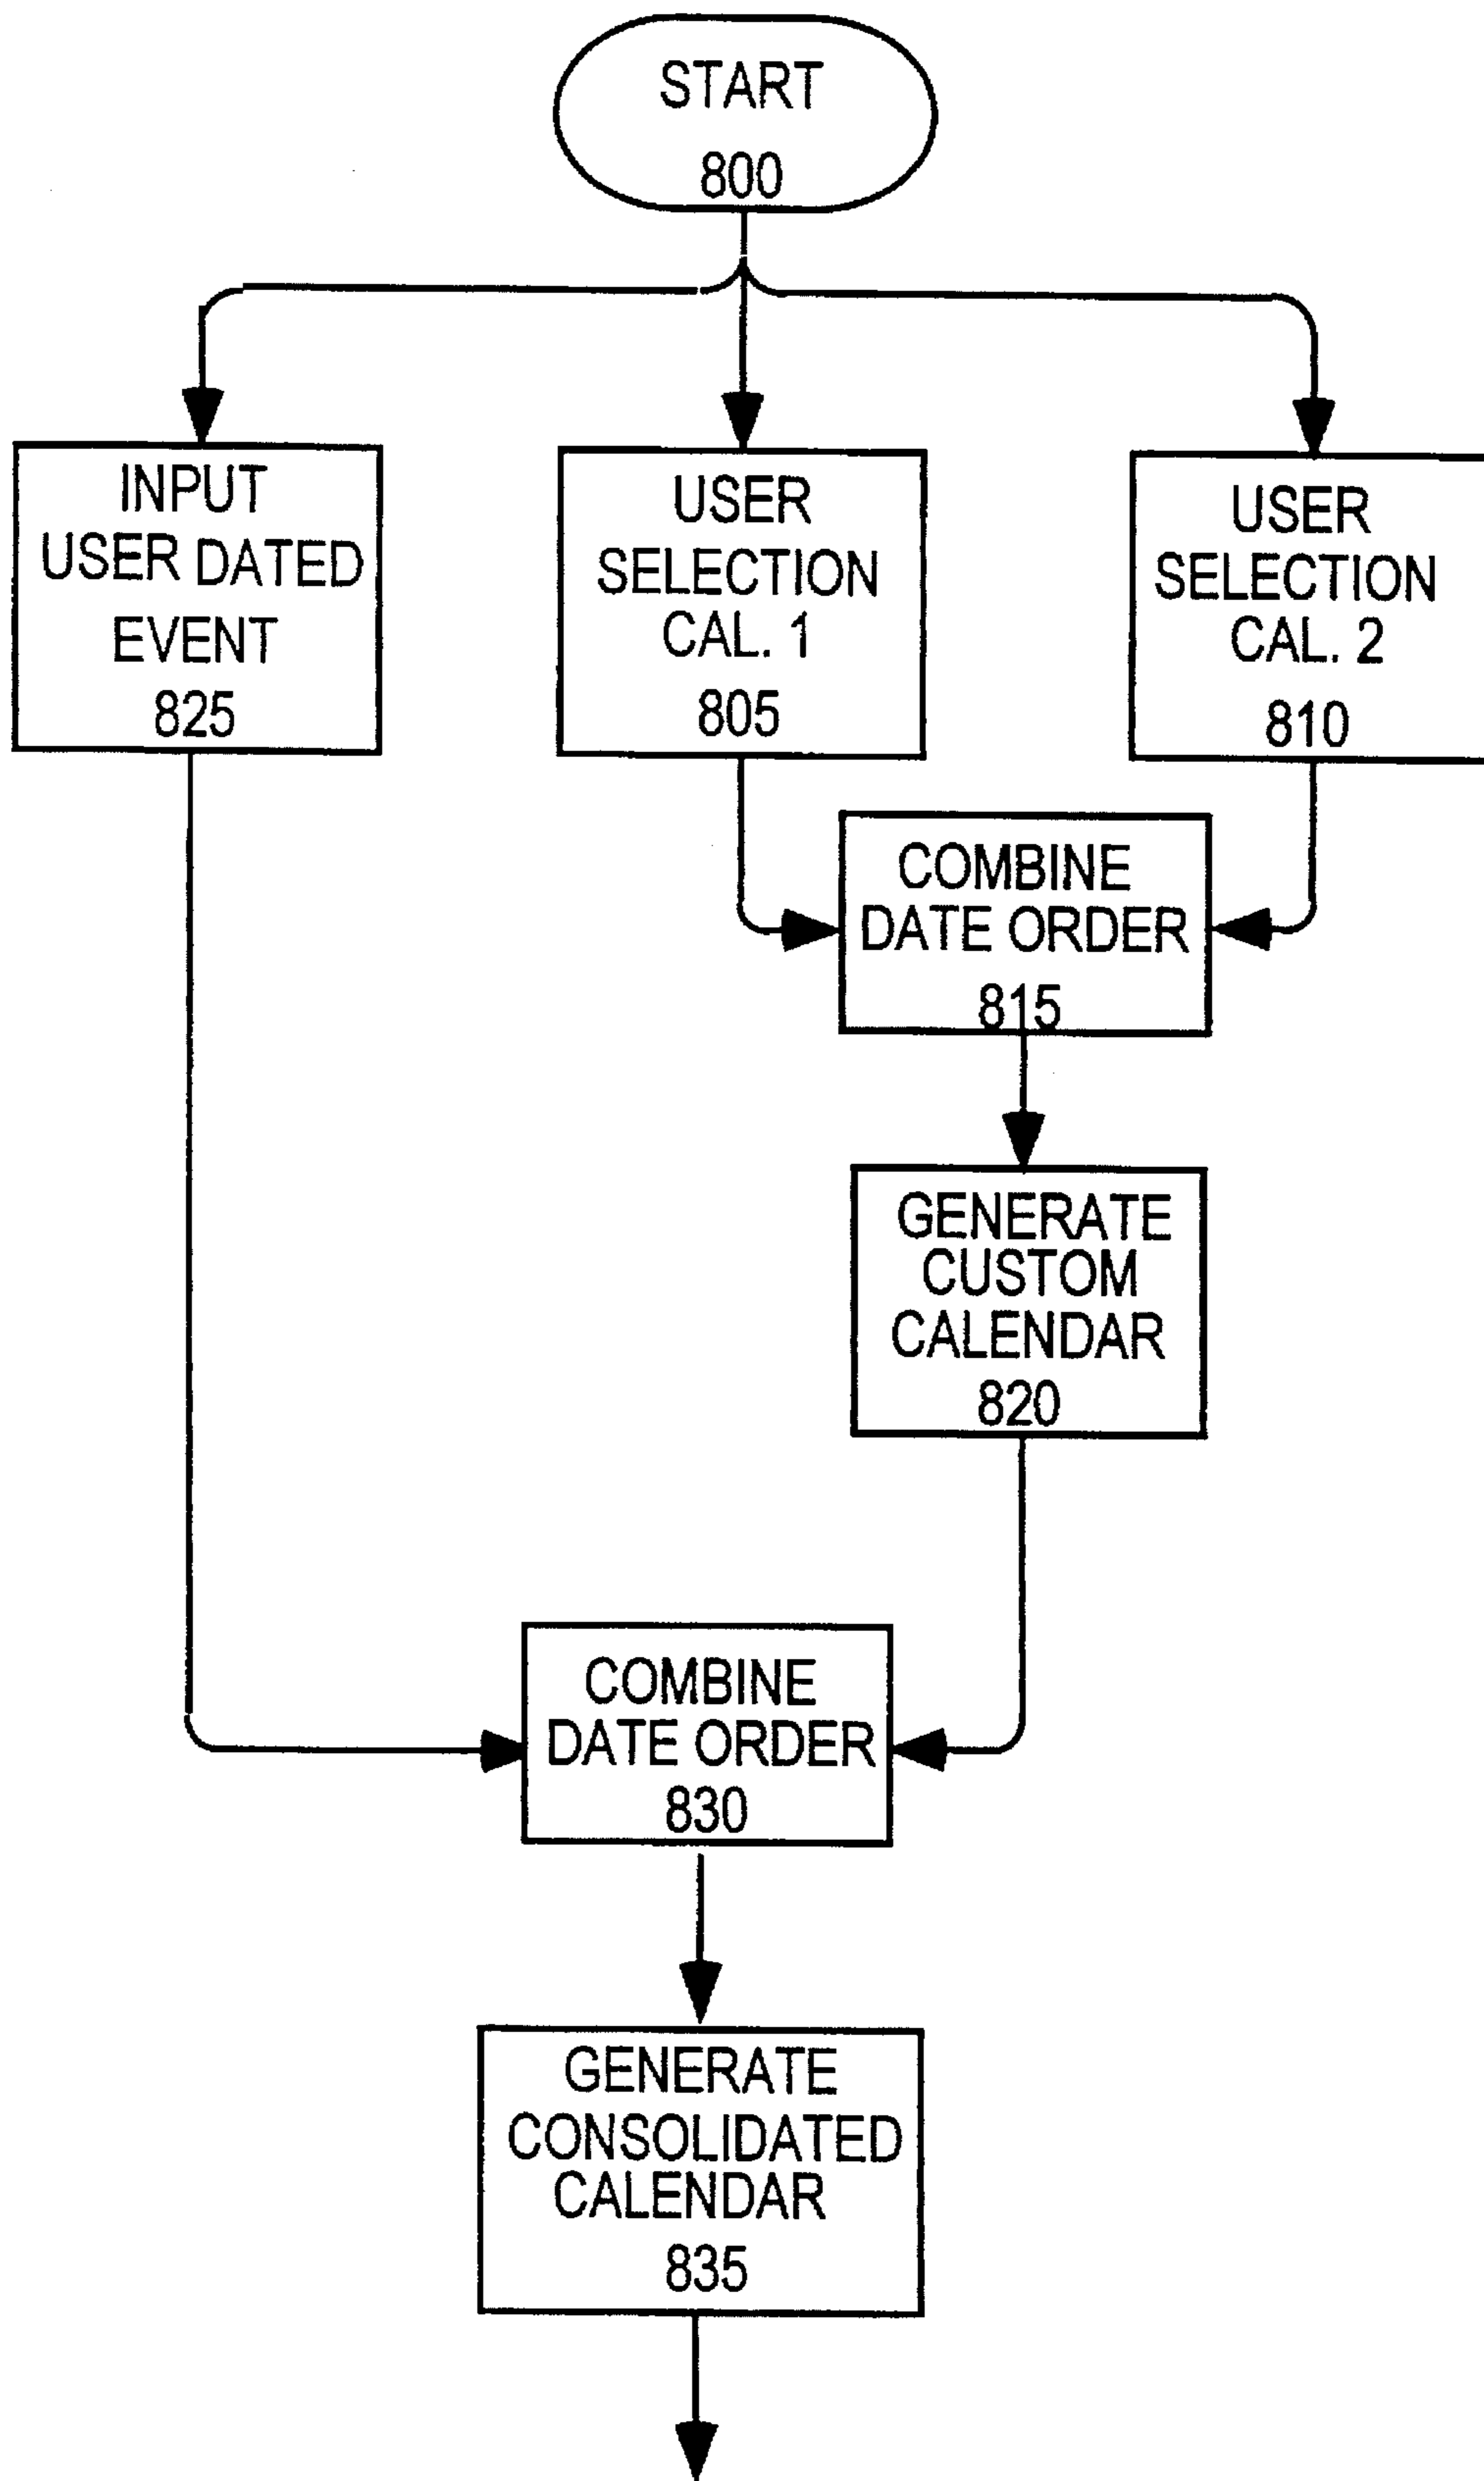 START
800
INPUT
USER DATED
EVENT
825
USER
SELECTION
CAL. 1
805
USER
SELECTION
CAL. 2
810
COMBINE
DATE ORDER
815
GENERATE
CUSTOM
CALENDAR
820
COMBINE
DATE ORDER
830
GENERATE
CONSOLIDATED
CALENDAR
835